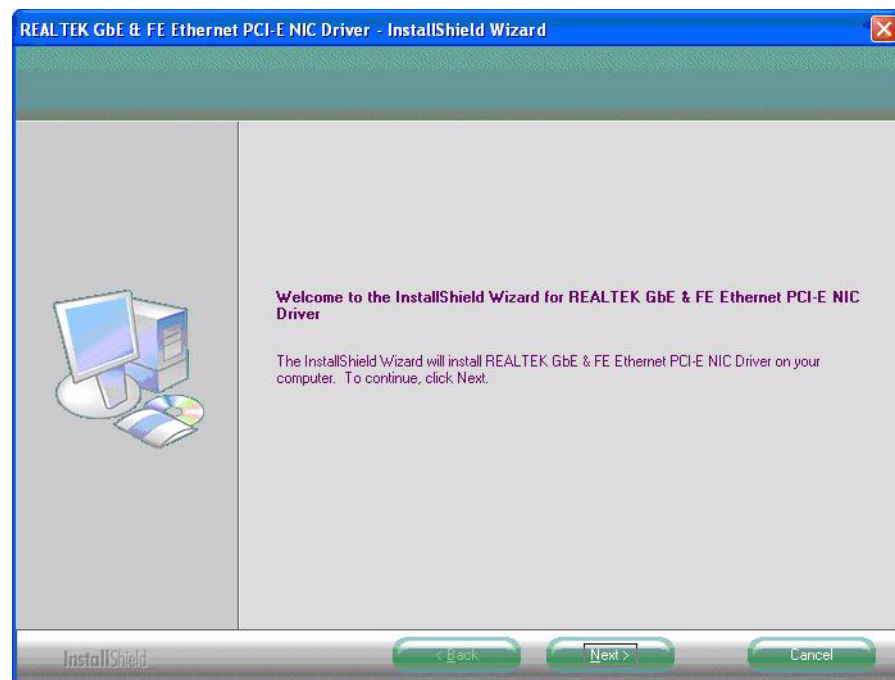 REALTEK GbE & FE Ethernet PCI-E NIC Driver - InstallShield Wizard
Welcome to the InstallShield Wizard for REALTEK GbE & FE Ethernet PCI-E NIC
Driver
The InstallShield Wizard will install REALTEK GbE & FE Ethernet PCI-E NIC Driver on your
computer. To continue, click Next.
InstallShield
< Back
Next >
Cancel